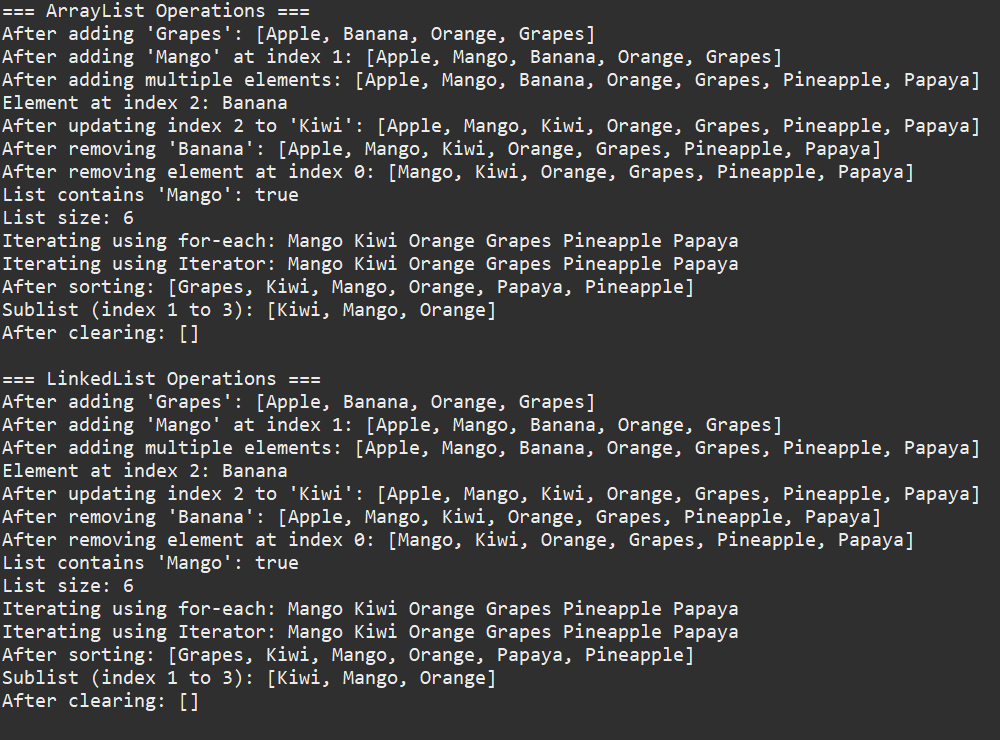 === ArrayList Operations ===
After adding 'Grapes': [Apple, Banana, Orange, Grapes]
After adding 'Mango' at index 1: [Apple, Mango, Banana, Orange, Grapes]
After adding multiple elements: [Apple, Mango, Banana, Orange, Grapes, Pineapple, Papaya]
Element at index 2: Banana
After updating index 2 to 'Kiwi': [Apple, Mango, Kiwi, Orange, Grapes, Pineapple, Papaya]
After removing 'Banana': [Apple, Mango, Kiwi, Orange, Grapes, Pineapple, Papaya]
After removing element at index 0: [Mango, Kiwi, Orange, Grapes, Pineapple, Papaya]
List contains 'Mango': true
List size: 6
Iterating using for-each: Mango Kiwi Orange Grapes Pineapple Papaya
Iterating using Iterator: Mango Kiwi Orange Grapes Pineapple Papaya
After sorting: [Grapes, Kiwi, Mango, Orange, Papaya, Pineapple]
Sublist (index 1 to 3): [Kiwi, Mango, Orange]
After clearing: []

=== LinkedList Operations ===
After adding 'Grapes': [Apple, Banana, Orange, Grapes]
After adding 'Mango' at index 1: [Apple, Mango, Banana, Orange, Grapes]
After adding multiple elements: [Apple, Mango, Banana, Orange, Grapes, Pineapple, Papaya]
Element at index 2: Banana
After updating index 2 to 'Kiwi': [Apple, Mango, Kiwi, Orange, Grapes, Pineapple, Papaya]
After removing 'Banana': [Apple, Mango, Kiwi, Orange, Grapes, Pineapple, Papaya]
After removing element at index 0: [Mango, Kiwi, Orange, Grapes, Pineapple, Papaya]
List contains 'Mango': true
List size: 6
Iterating using for-each: Mango Kiwi Orange Grapes Pineapple Papaya
Iterating using Iterator: Mango Kiwi Orange Grapes Pineapple Papaya
After sorting: [Grapes, Kiwi, Mango, Orange, Papaya, Pineapple]
Sublist (index 1 to 3): [Kiwi, Mango, Orange]
After clearing: []